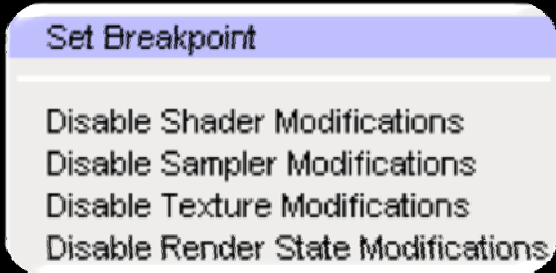 Set Breakpoint
Disable Shader Modifications
Disable Sampler Modifications
Disable Texture Modifications
Disable Render State Modifications